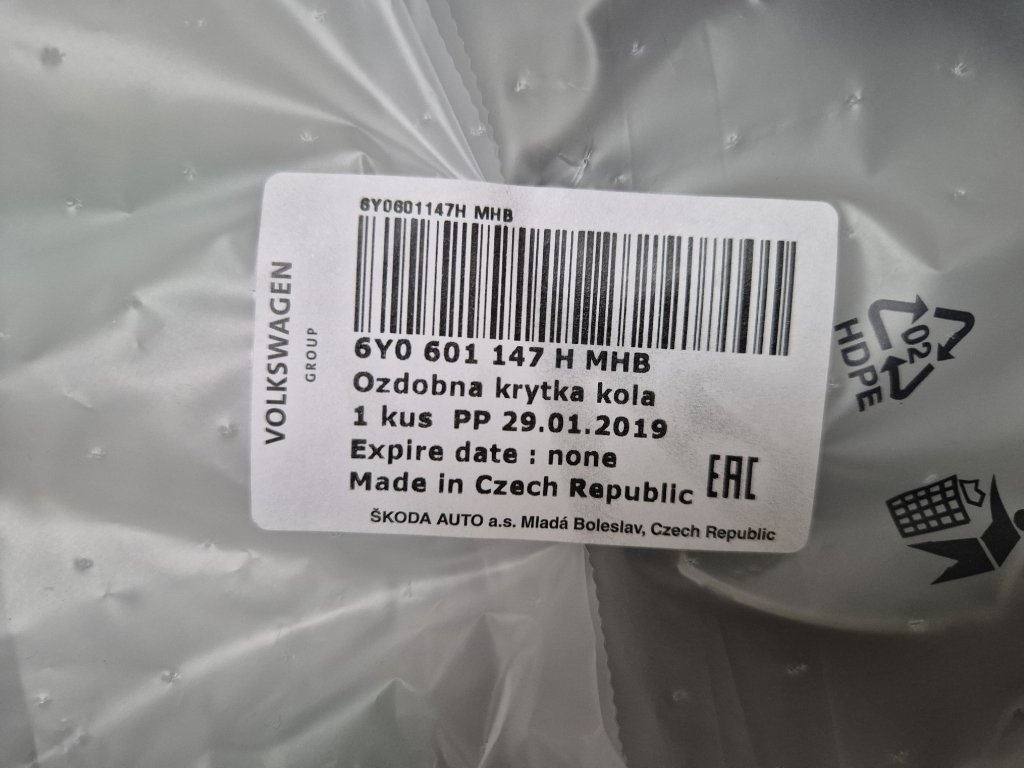 6Y0601147H MHB
VOLKSWAGEN
GROUP
6Y0 601 147 H MHB
Ozdobna krytka kola
1 kus PP 29.01.2019
Expire date : none
Made in Czech Republic
EAC
ŠKODA AUTO a.s. Mladá Boleslav, Czech Republic
02
HDPE